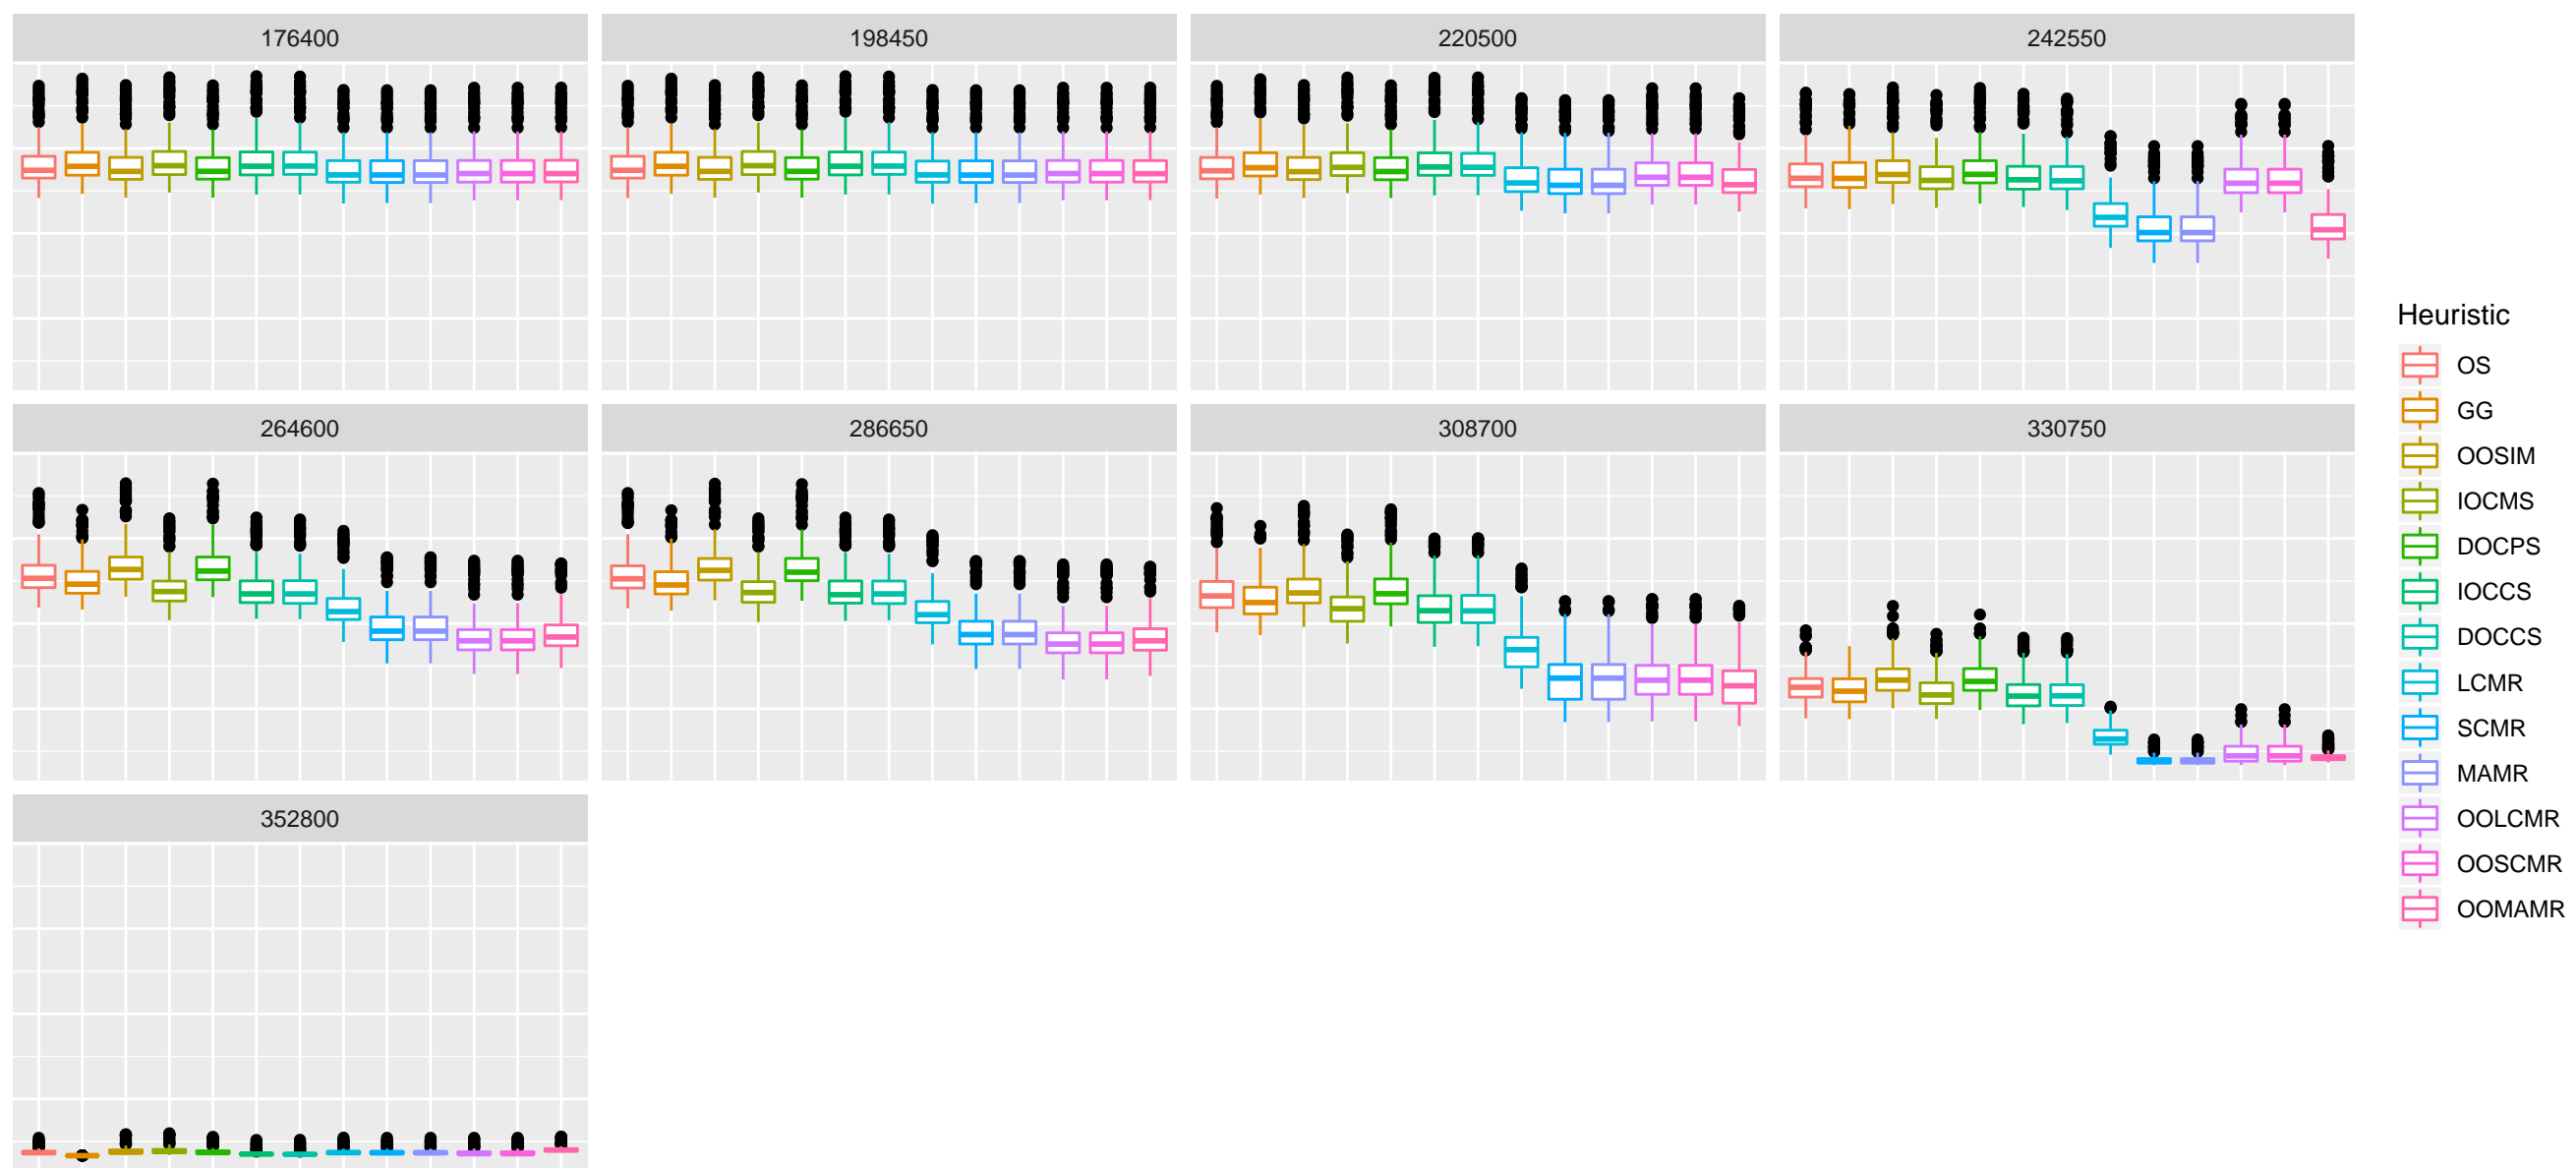 176400
198450
220500
242550
264600
286650
308700
330750
352800
Heuristic
OS
GG
OOSIM
IOCMS
DOCPS
IOCCS
DOCCS
LCMR
SCMR
MAMR
OOLCMR
OOSCMR
OOMAMR